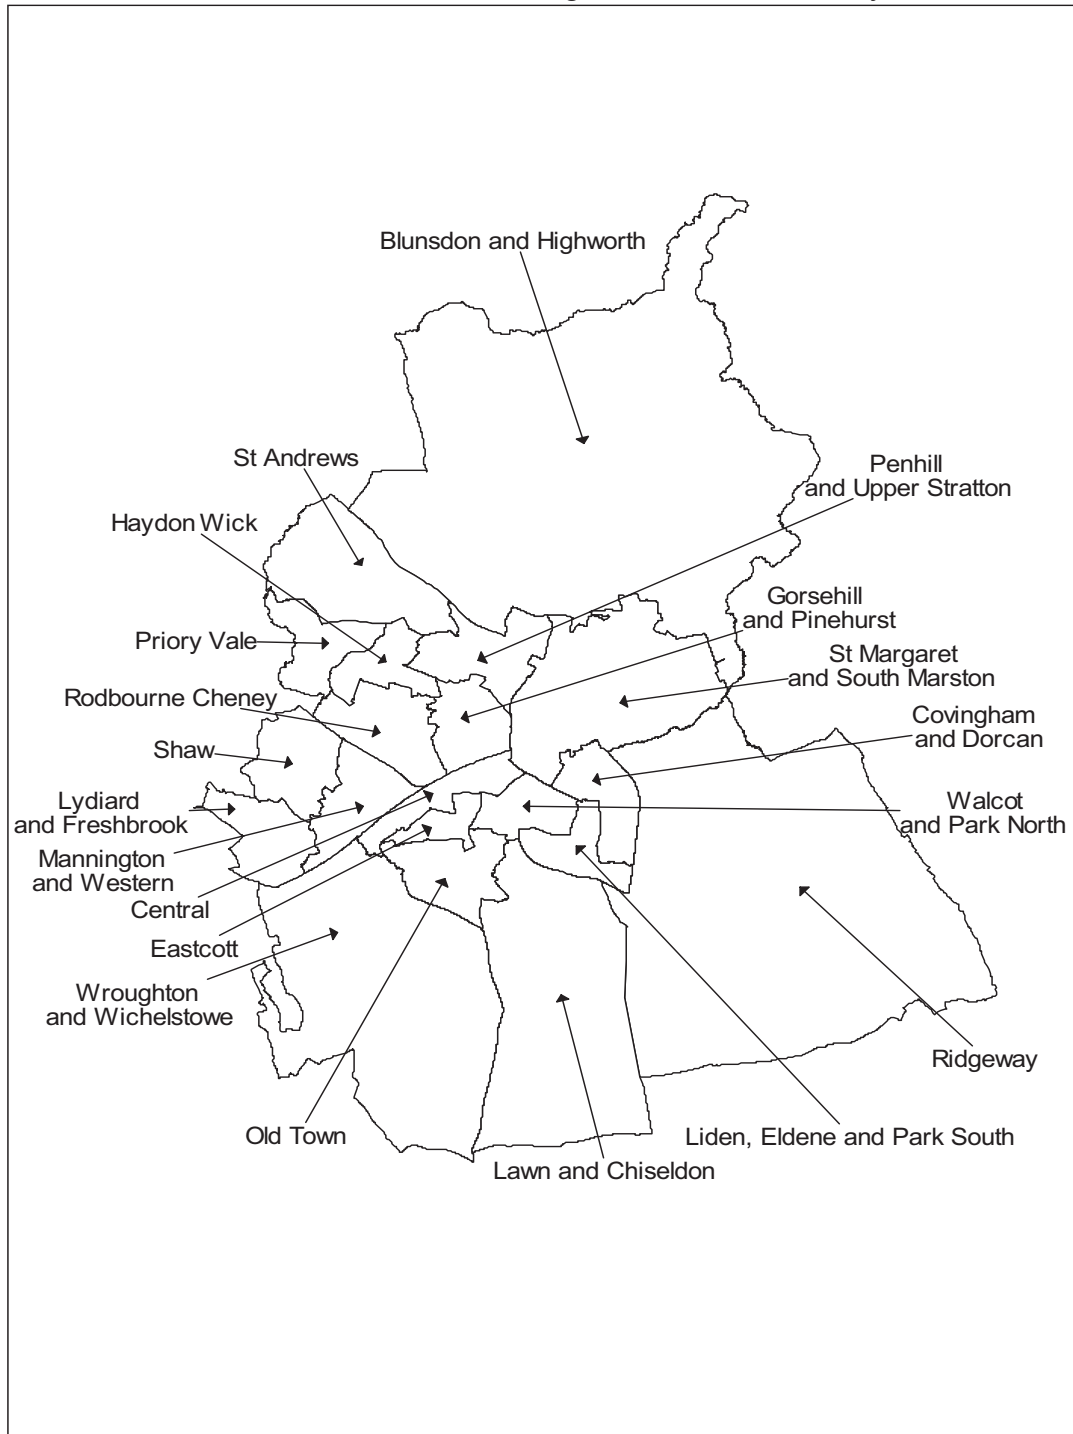 Blunsdon and Highworth
St Andrews
Penhill
and Upper Stratton
Haydon Wick
Gorsehill
and Pinehurst
Priory Vale
St Margaret
and South Marston
Rodbourne Cheney
Covingham
and Dorcan
Shaw
Lydiard
and Freshbrook
Walcot
and Park North
Mannington
and Western
Central
Eastcott
Wroughton
and Wichelstowe
Ridgeway
Old Town
Liden, Eldene and Park South
Lawn and Chiseldon